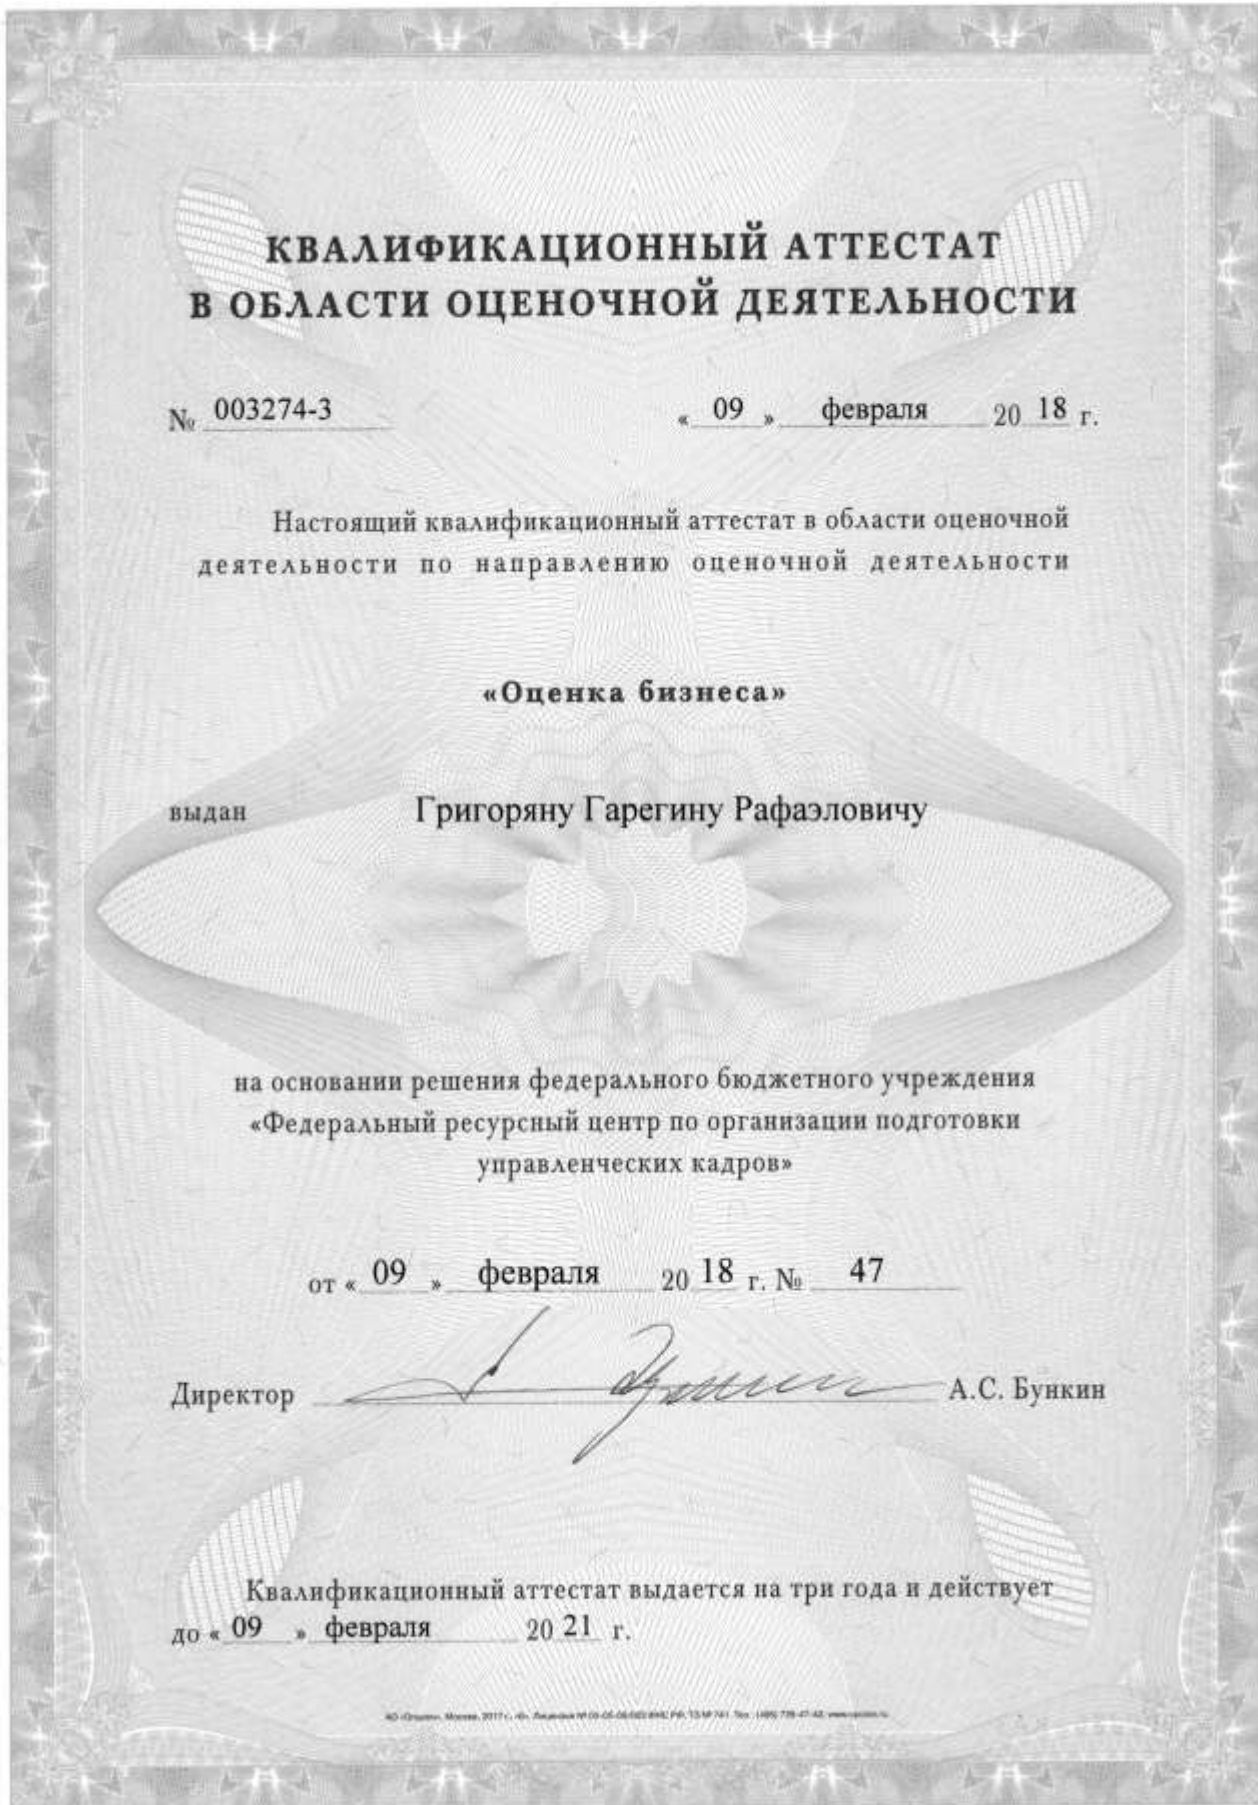 КВАЛИФИКАЦИОННЫЙ АТТЕСТАТ
В ОБЛАСТИ ОЦЕНОЧНОЙ ДЕЯТЕЛЬНОСТИ
№ 003274-3 « 09 » февраля 20 18 г.
Настоящий квалификационный аттестат в области оценочной
деятельности по направлению оценочной деятельности
«Оценка бизнеса»
выдан Григоряну Гарегину Рафаэловичу
на основании решения федерального бюджетного учреждения
«Федеральный ресурсный центр по организации подготовки
управленческих кадров»
от « 09 » февраля 20 18 г. № 47
Директор А.С. Бункин
Квалификационный аттестат выдается на три года и действует
до « 09 » февраля 20 21 г.
Москва, 2017 г.